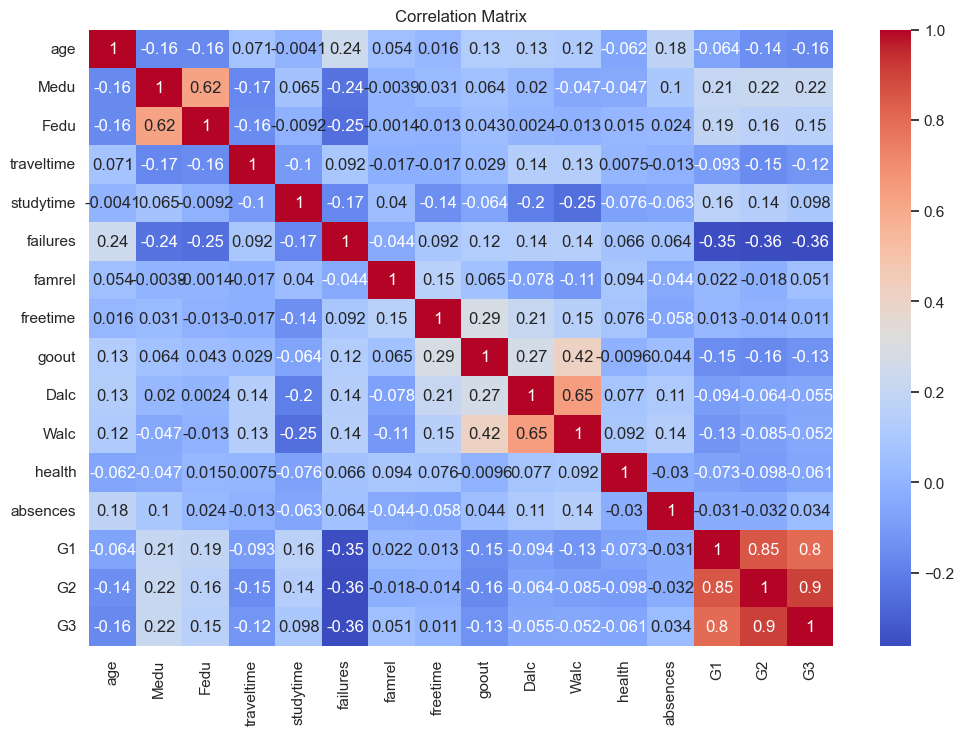 Correlation Matrix
age 1 -0.16 -0.16 0.071 -0.0041 0.24 0.054 0.016 0.13 0.13 0.12 -0.062 0.18 -0.064 -0.14 -0.16
Medu -0.16 1 0.62 -0.17 0.065 -0.24 -0.0039 0.031 0.064 0.02 -0.047 -0.047 0.1 0.21 0.22 0.22
Fedu -0.16 0.62 1 -0.16 -0.0092 -0.25 -0.0014 -0.013 0.043 0.0024 -0.013 0.015 0.024 0.19 0.16 0.15
traveltime 0.071 -0.17 -0.16 1 -0.1 0.092 -0.017 -0.017 0.029 0.14 0.13 0.0075 -0.013 -0.093 -0.15 -0.12
studytime -0.0041 0.065 -0.0092 -0.1 1 -0.17 0.04 -0.14 -0.064 -0.2 -0.25 -0.076 -0.063 0.16 0.14 0.098
failures 0.24 -0.24 -0.25 0.092 -0.17 1 -0.044 0.092 0.12 0.14 0.14 0.066 0.064 -0.35 -0.36 -0.36
famrel 0.054 -0.0039 -0.0014 -0.017 0.04 -0.044 1 0.15 0.065 -0.078 -0.11 0.094 -0.044 0.022 -0.018 0.051
freetime 0.016 0.031 -0.013 -0.017 -0.14 0.092 0.15 1 0.29 0.21 0.15 0.076 -0.058 0.013 -0.014 0.011
goout 0.13 0.064 0.043 0.029 -0.064 0.12 0.065 0.29 1 0.27 0.42 -0.0096 0.044 -0.15 -0.16 -0.13
Dalc 0.13 0.02 0.0024 0.14 -0.2 0.14 -0.078 0.21 0.27 1 0.65 0.077 0.11 -0.094 -0.064 -0.055
Walc 0.12 -0.047 -0.013 0.13 -0.25 0.14 -0.11 0.15 0.42 0.65 1 0.092 0.14 -0.13 -0.085 -0.052
health -0.062 -0.047 0.015 0.0075 -0.076 0.066 0.094 0.076 -0.0096 0.077 0.092 1 -0.03 -0.073 -0.098 -0.061
absences 0.18 0.1 0.024 -0.013 -0.063 0.064 -0.044 -0.058 0.044 0.11 0.14 -0.03 1 -0.031 -0.032 0.034
G1 -0.064 0.21 0.19 -0.093 0.16 -0.35 0.022 0.013 -0.15 -0.094 -0.13 -0.073 -0.031 1 0.85 0.8
G2 -0.14 0.22 0.16 -0.15 0.14 -0.36 -0.018 -0.014 -0.16 -0.064 -0.085 -0.098 -0.032 0.85 1 0.9
G3 -0.16 0.22 0.15 -0.12 0.098 -0.36 0.051 0.011 -0.13 -0.055 -0.052 -0.061 0.034 0.8 0.9 1
age Medu Fedu traveltime studytime failures famrel freetime goout Dalc Walc health absences G1 G2 G3
1.0
0.8
0.6
0.4
0.2
0.0
−0.2